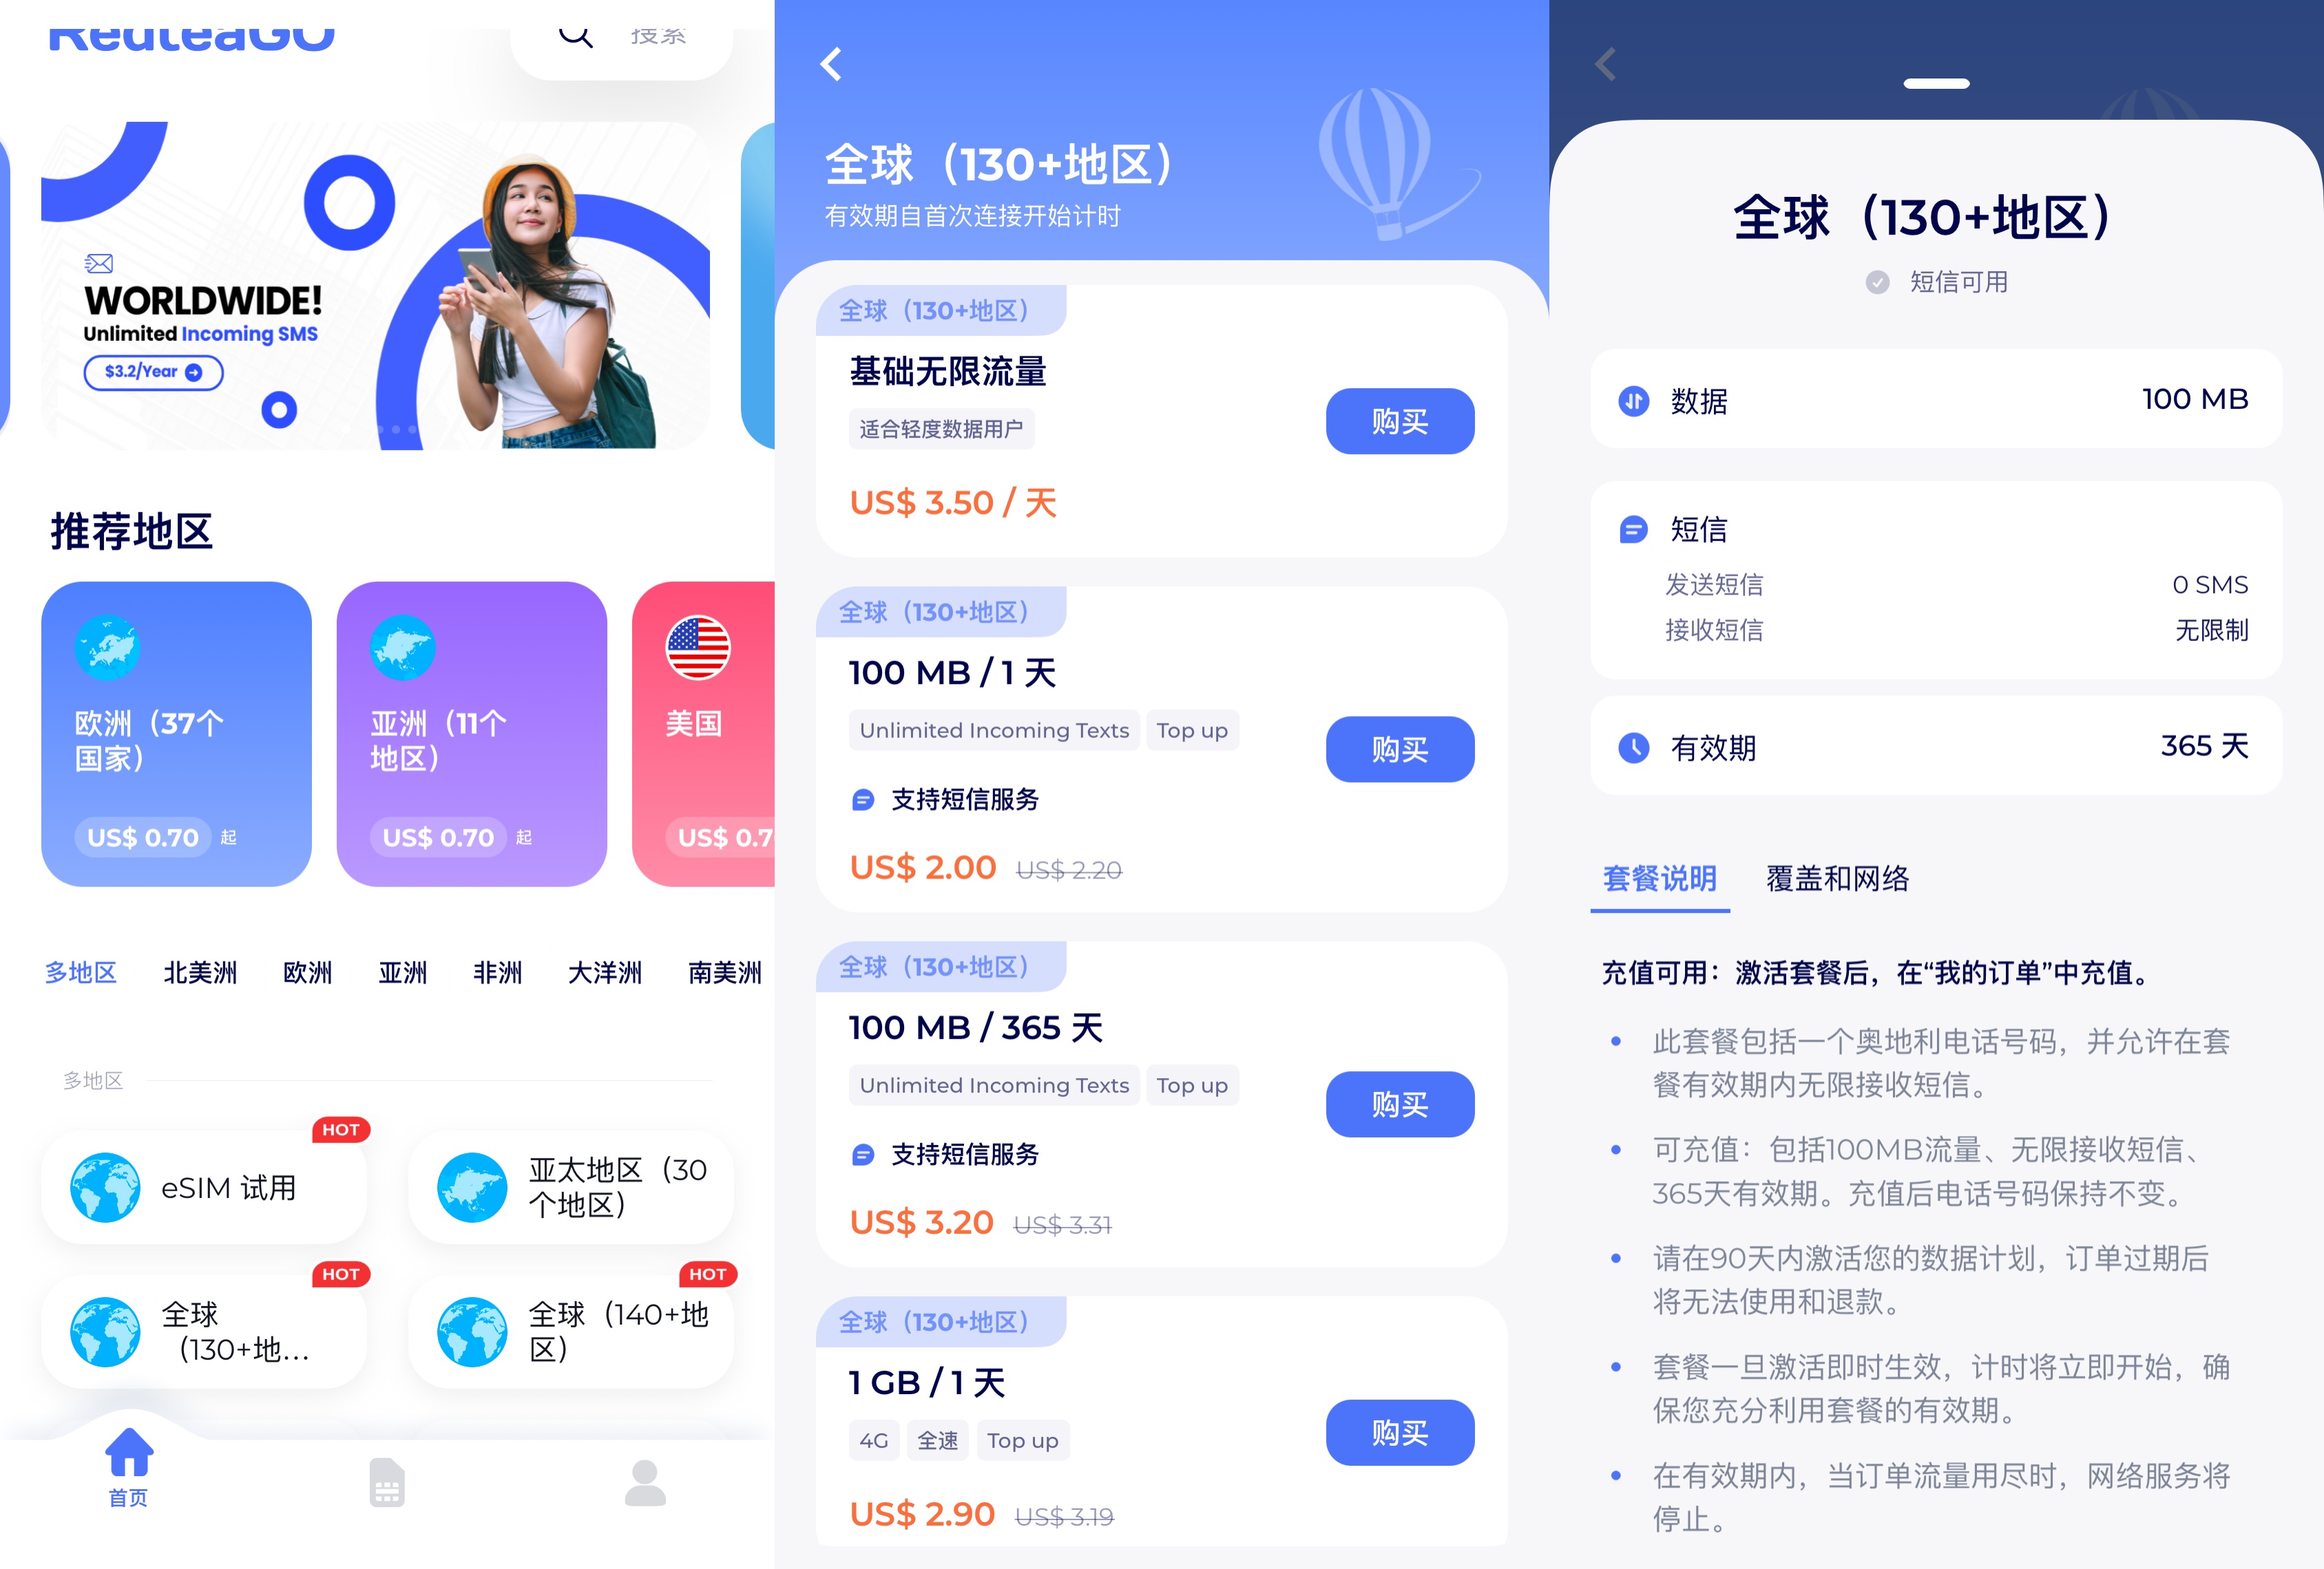 RedteaGO
搜索
WORLDWIDE!
Unlimited Incoming SMS
$3.2/Year
推荐地区
欧洲（37个
国家）
US$ 0.70 起
亚洲（11个
地区）
US$ 0.70 起
美国
US$ 0.7
多地区 北美洲 欧洲 亚洲 非洲 大洋洲 南美洲
多地区
HOT
eSIM 试用
亚太地区（30
个地区）
HOT
全球
（130+地...
HOT
全球（140+地
区）
首页
全球（130+地区）
有效期自首次连接开始计时
全球（130+地区）
基础无限流量
适合轻度数据用户
购买
US$ 3.50 / 天
全球（130+地区）
100 MB / 1 天
Unlimited Incoming Texts Top up
购买
支持短信服务
US$ 2.00 US$ 2.20
全球（130+地区）
100 MB / 365 天
Unlimited Incoming Texts Top up
购买
支持短信服务
US$ 3.20 US$ 3.31
全球（130+地区）
1 GB / 1 天
4G 全速 Top up
购买
US$ 2.90 US$ 3.19
全球（130+地区）
短信可用
数据 100 MB
短信
发送短信 0 SMS
接收短信 无限制
有效期 365 天
套餐说明 覆盖和网络
充值可用：激活套餐后，在“我的订单”中充值。
此套餐包括一个奥地利电话号码，并允许在套
餐有效期内无限接收短信。
可充值：包括100MB流量、无限接收短信、
365天有效期。充值后电话号码保持不变。
请在90天内激活您的数据计划，订单过期后
将无法使用和退款。
套餐一旦激活即时生效，计时将立即开始，确
保您充分利用套餐的有效期。
在有效期内，当订单流量用尽时，网络服务将
停止。